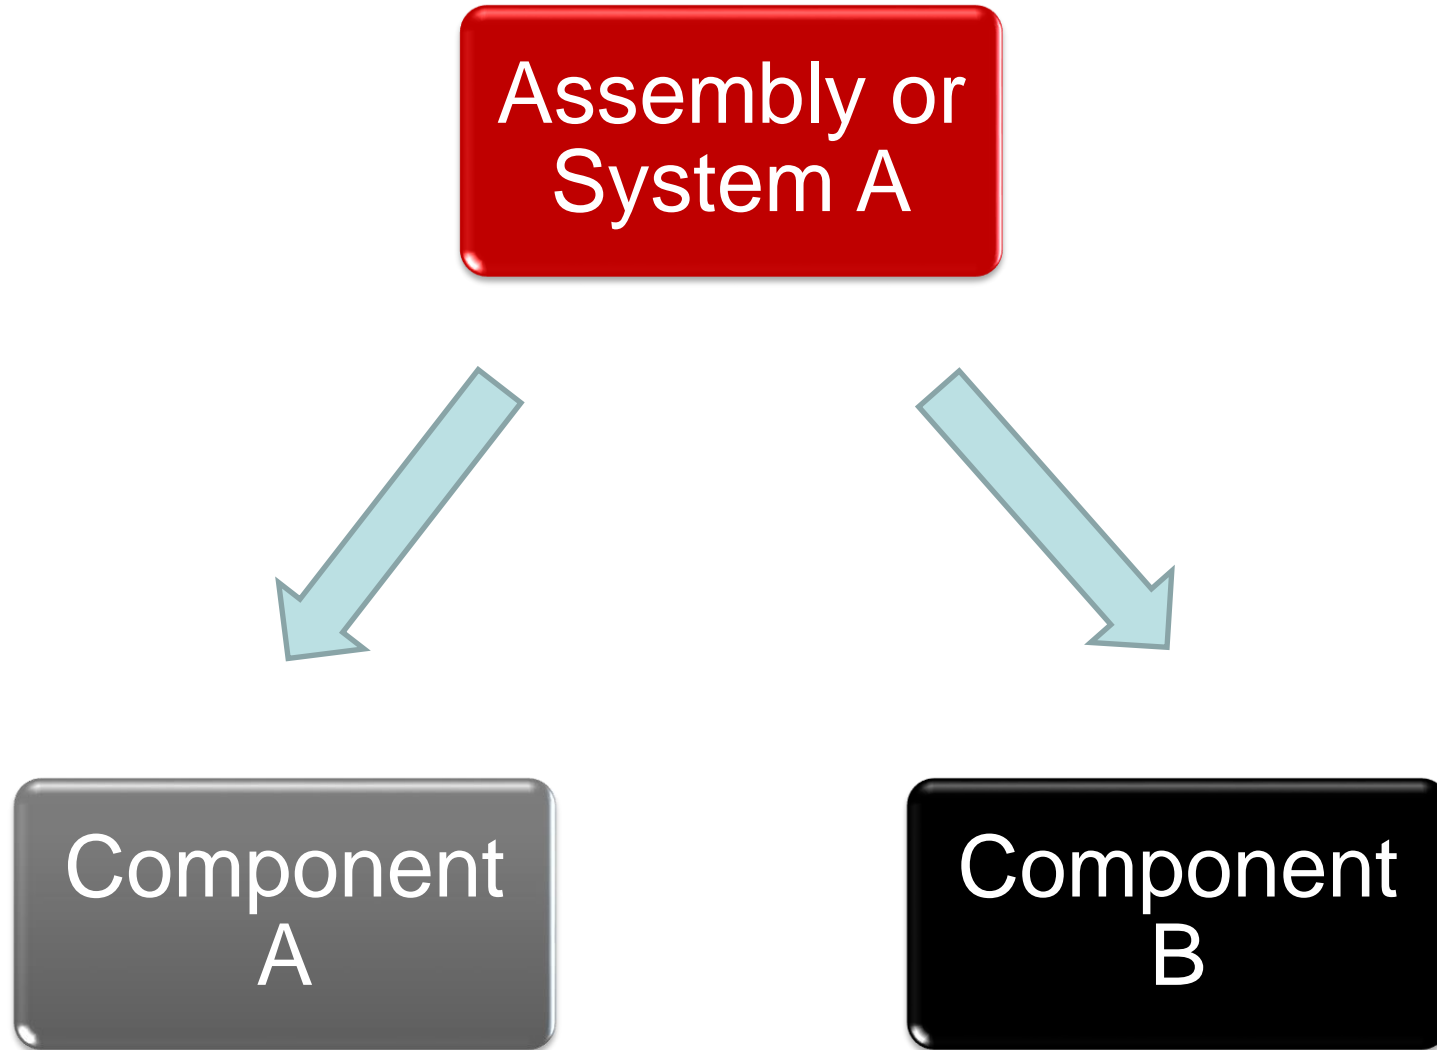 Assembly or
System A
Component
A
Component
B